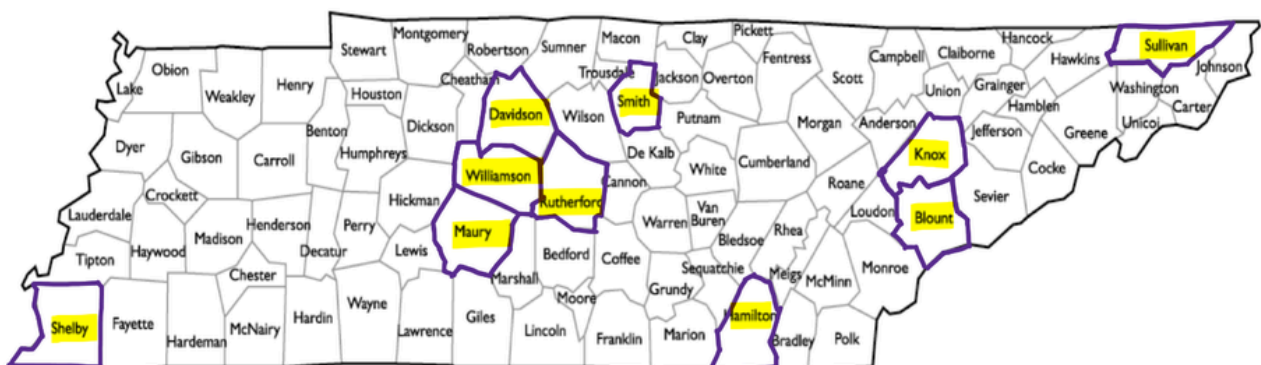 Stewart
Montgomery
Robertson
Sumner
Macon
Clay
Pickett
Fentress
Scott
Campbell
Claiborne
Hancock
Hawkins
Sullivan
Johnson
Lake
Obion
Weakley
Henry
Houston
Cheatham
Trousdale
Jackson
Overton
Union
Grainger
Hamblen
Washington
Carter
Unicoi
Greene
Dyer
Gibson
Carroll
Benton
Humphreys
Dickson
Davidson
Wilson
Smith
Putnam
Morgan
Anderson
Knox
Jefferson
Cocke
Sevier
Lauderdale
Crockett
Haywood
Madison
Henderson
Decatur
Perry
Hickman
Williamson
Rutherford
Cannon
De Kalb
White
Cumberland
Roane
Loudon
Blount
Tipton
Chester
Lewis
Maury
Marshall
Bedford
Coffee
Warren
Van
Buren
Bledsoe
Rhea
Sequatchie
Grundy
Meigs
McMinn
Monroe
Shelby
Fayette
Hardeman
McNairy
Hardin
Wayne
Lawrence
Giles
Lincoln
Moore
Franklin
Marion
Hamilton
Bradley
Polk